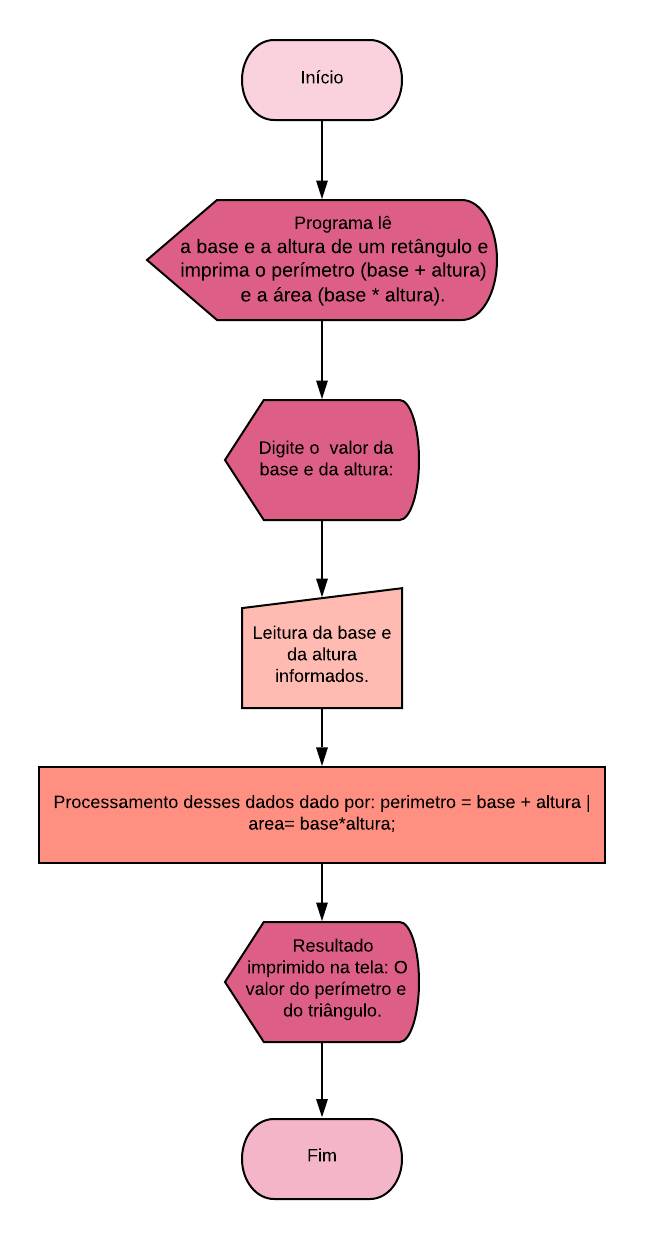 Início
Programa lê
a base e a altura de um retângulo e
imprima o perímetro (base + altura)
e a área (base * altura).
Digite o  valor da
base e da altura:
Leitura da base e
da altura
informados.
Processamento desses dados dado por: perimetro = base + altura |
area= base*altura;
Resultado
imprimido na tela: O
valor do perímetro e
do triângulo.
Fim